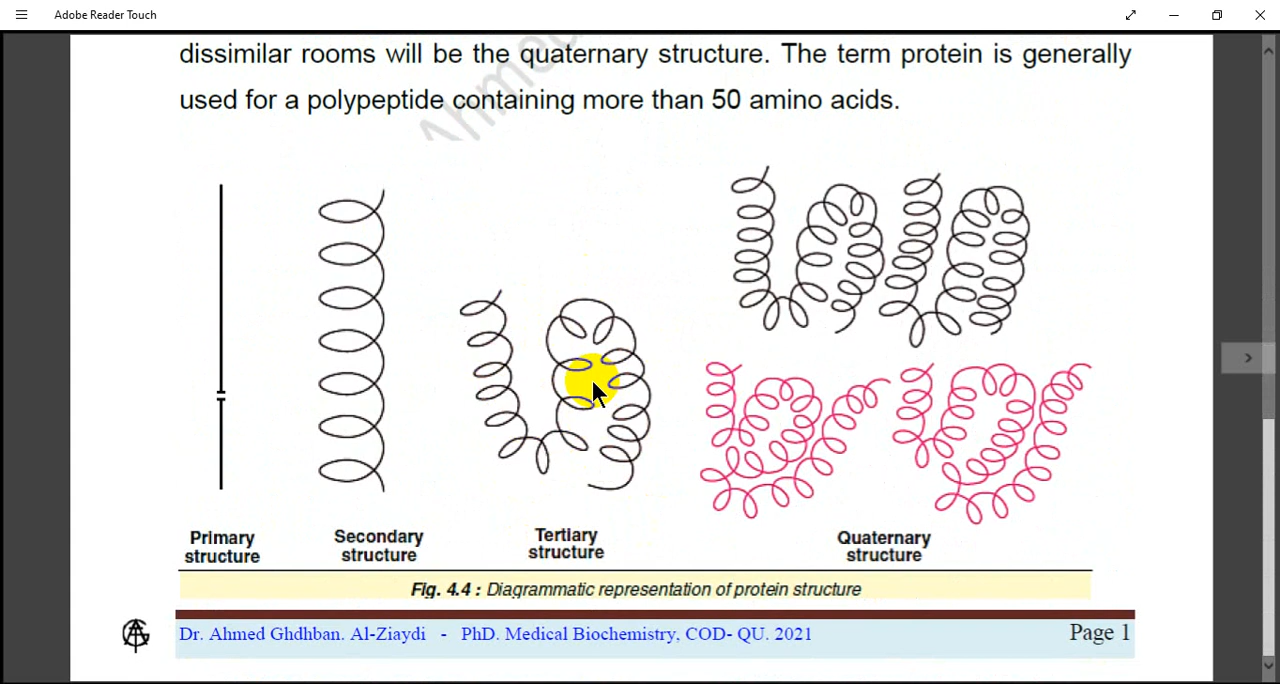 Adobe Reader Touch
dissimilar rooms will be the quaternary structure. The term protein is generally
used for a polypeptide containing more than 50 amino acids.
Ahmed
Primary
structure
Secondary
structure
Tertiary
structure
Quaternary
structure
Fig. 4.4 : Diagrammatic representation of protein structure
Dr. Ahmed Ghdhban. Al-Ziaydi - PhD. Medical Biochemistry, COD- QU. 2021
Page 1